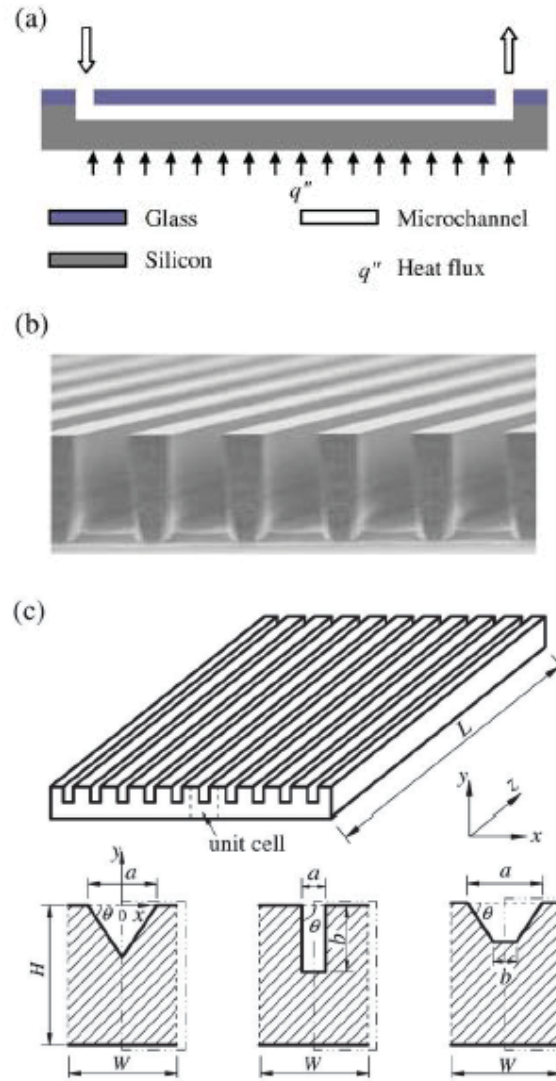 (a)
q"
Glass
Microchannel
Silicon
q" Heat flux
(b)
(c)
L
y
z
x
unit cell
y
a
θ
0
x
H
W
a
θ
b
W
a
θ
b
W